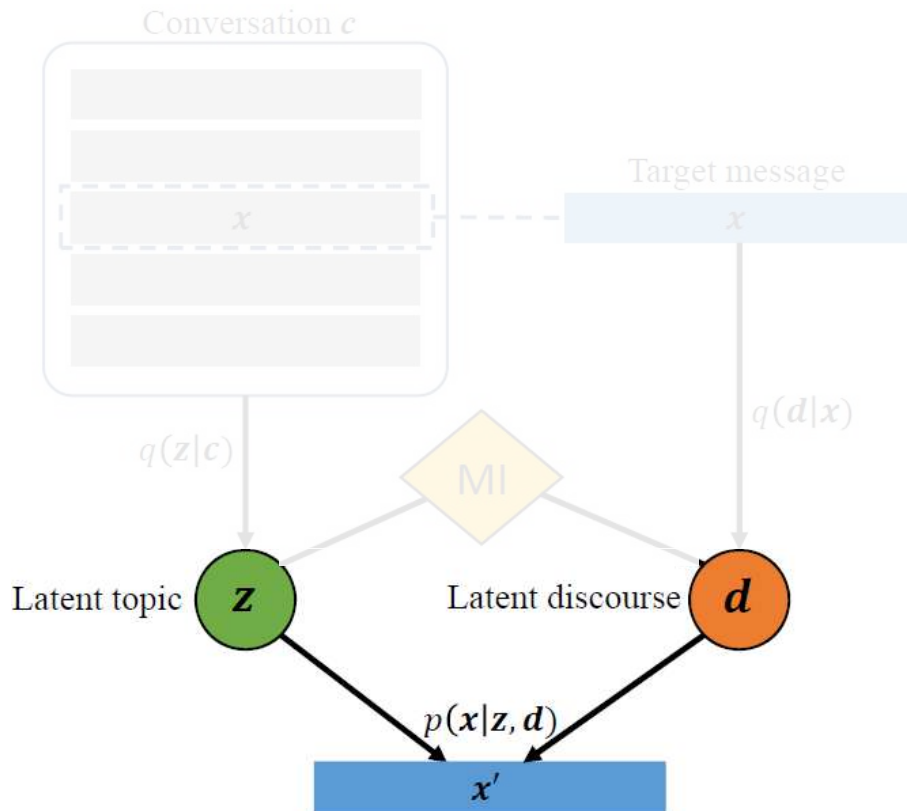 Conversation c
Target message
x
x
q(d|x)
q(z|c)
MI
Latent topic
z
Latent discourse
d
p(x|z, d)
x′